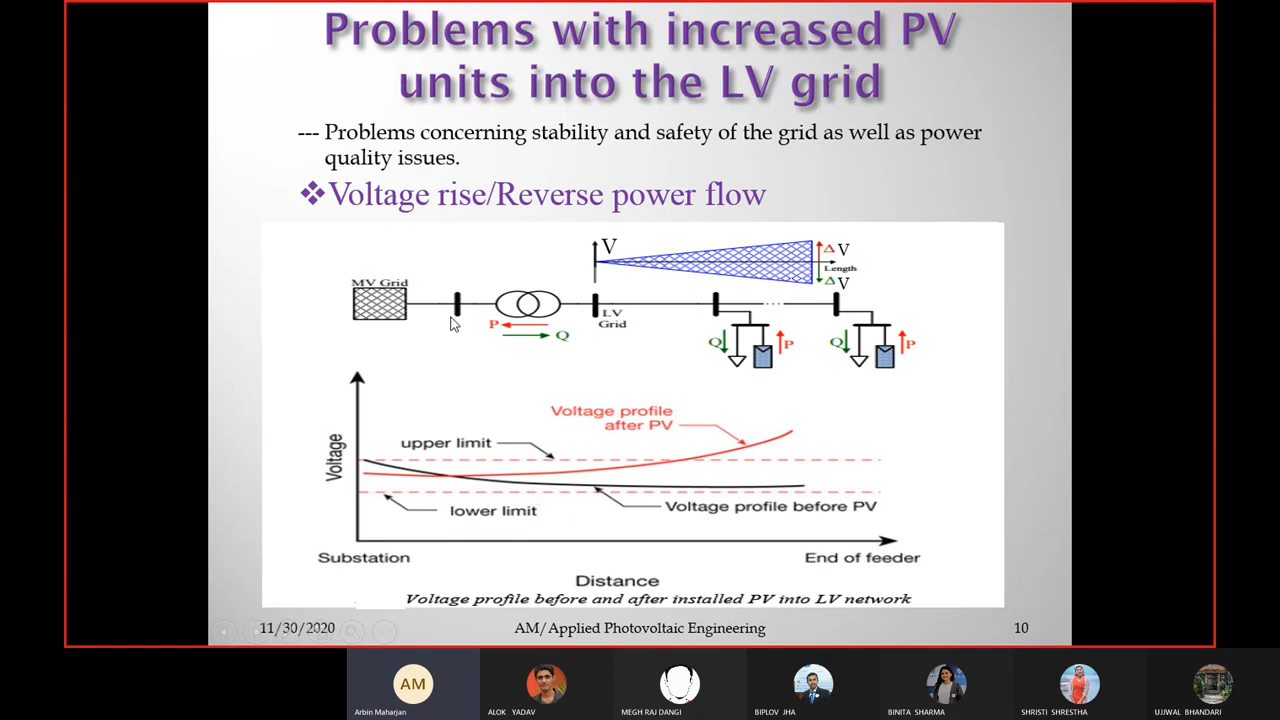 Problems with increased PV
units into the LV grid
--- Problems concerning stability and safety of the grid as well as power
quality issues.
❖Voltage rise/Reverse power flow
V
Δ V
Length
Δ V
MV Grid
LV
Grid
P
Q
Q
P
Q
P
Voltage profile
after PV
upper limit
Voltage
lower limit
Voltage profile before PV
Substation
End of feeder
Distance
Voltage profile before and after installed PV into LV network
11/30/2020
AM/Applied Photovoltaic Engineering
10
AM
Arbin Maharjan
ALOK YADAV
MEGH RAJ DANGI
BIPLOV JHA
BINITA SHARMA
SHRISTI SHRESTHA
UJJWAL BHANDARI